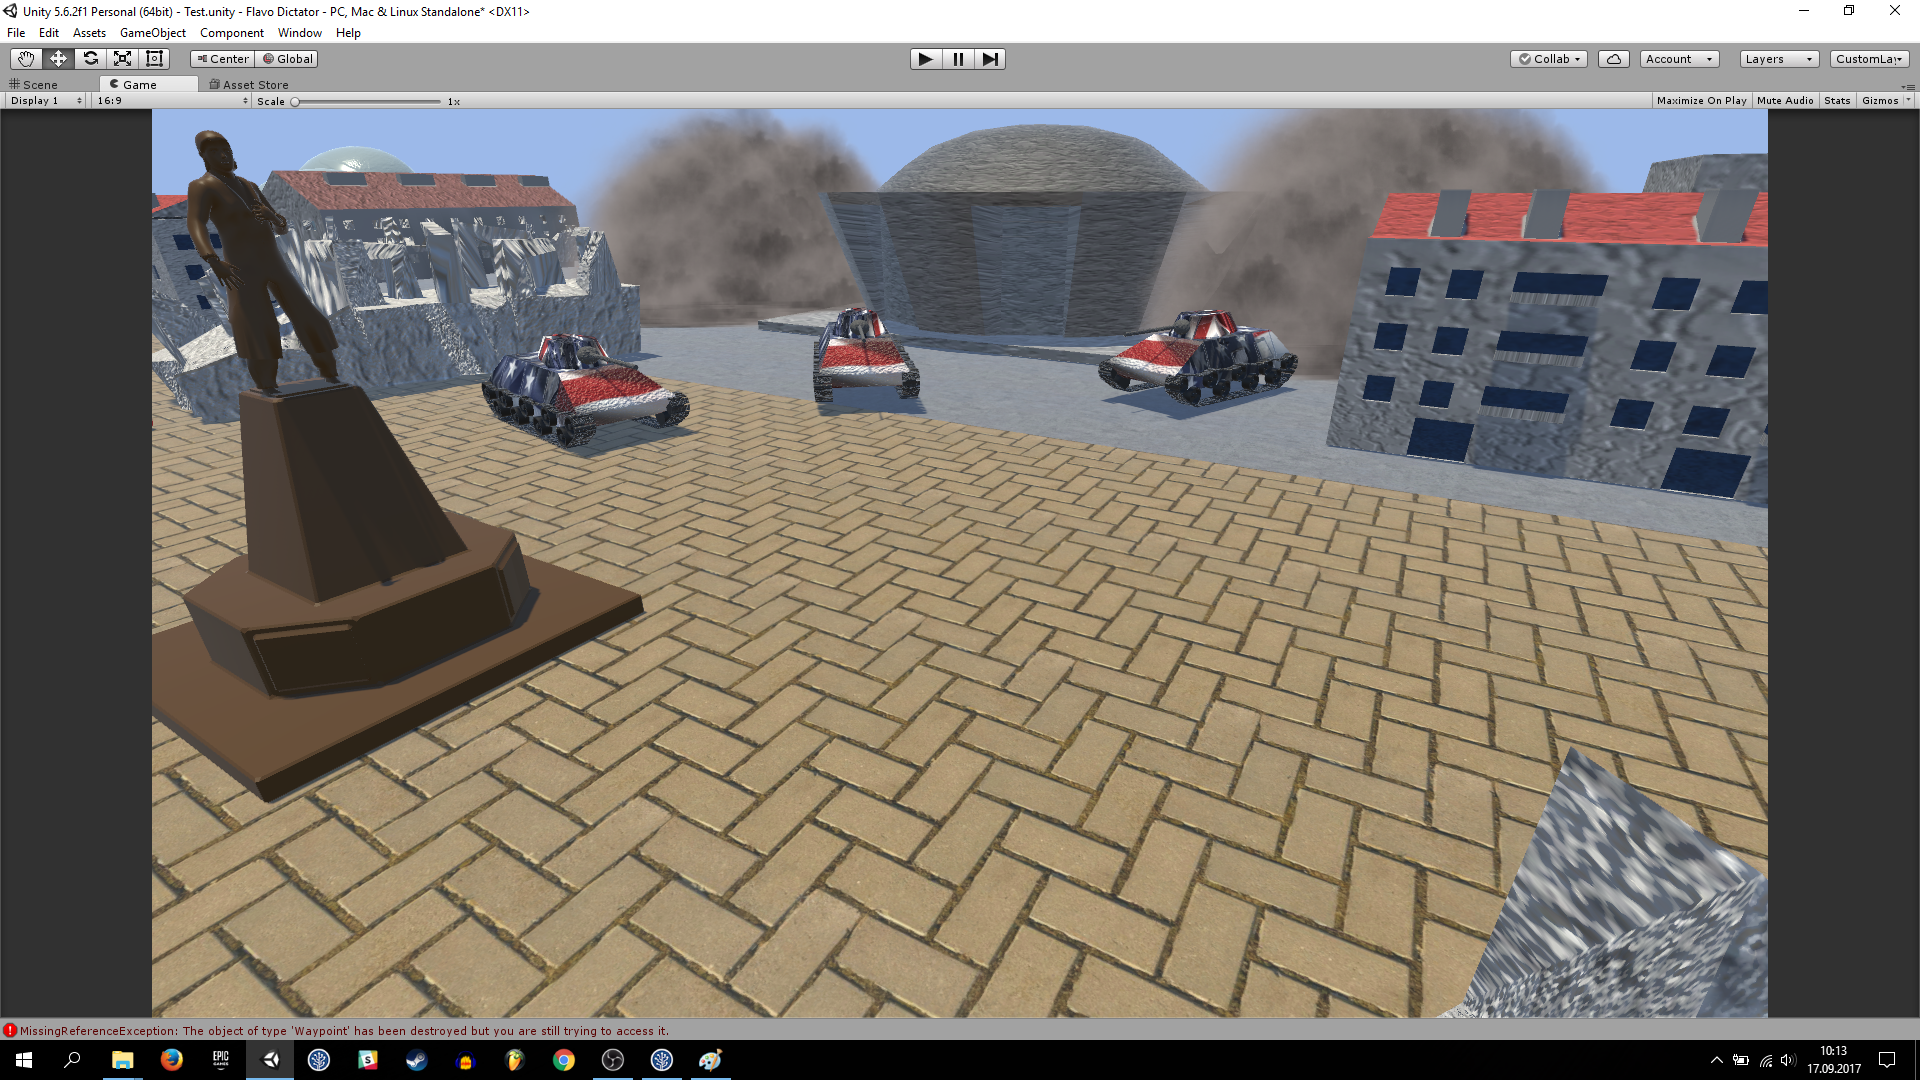 Unity 5.6.2f1 Personal (64bit) - Test.unity - Flavo Dictator - PC, Mac & Linux Standalone* <DX11>
File Edit Assets GameObject Component Window Help
Center Global Collab Account Layers CustomLay
Scene Game Asset Store
Display 1 16:9 Scale 1x Maximize On Play Mute Audio Stats Gizmos
MissingReferenceException: The object of type 'Waypoint' has been destroyed but you are still trying to access it.
EPIC
GAMES
S
10:13
17.09.2017